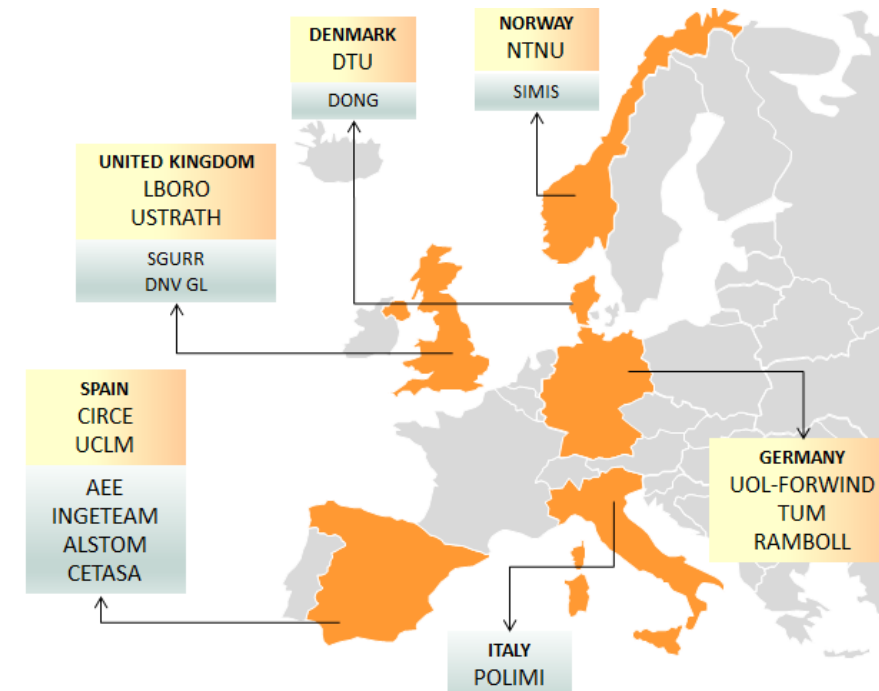 DENMARK
DTU
DONG
NORWAY
NTNU
SIMIS
UNITED KINGDOM
LBORO
USTRATH
SGURR
DNV GL
SPAIN
CIRCE
UCLM
AEE
INGETEAM
ALSTOM
CETASA
GERMANY
UOL-FORWIND
TUM
RAMBOLL
ITALY
POLIMI